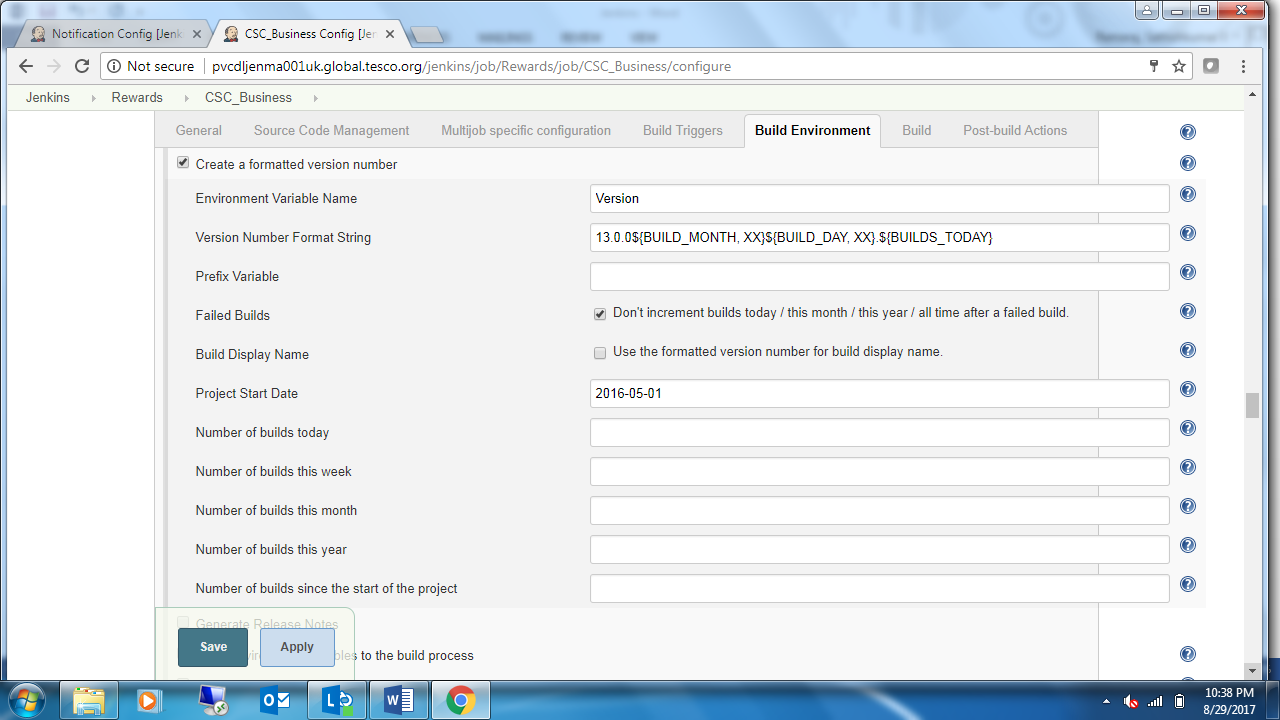 Notification Config [Jenk
CSC_Business Config [Jen
Not secure
pvcdljenma001uk.global.tesco.org/jenkins/job/Rewards/job/CSC_Business/configure
Jenkins
Rewards
CSC_Business
General
Source Code Management
Multijob specific configuration
Build Triggers
Build Environment
Build
Post-build Actions
Create a formatted version number
Environment Variable Name
Version
Version Number Format String
13.0.0${BUILD_MONTH, XX}${BUILD_DAY, XX}.${BUILDS_TODAY}
Prefix Variable
Failed Builds
Don't increment builds today / this month / this year / all time after a failed build.
Build Display Name
Use the formatted version number for build display name.
Project Start Date
2016-05-01
Number of builds today
Number of builds this week
Number of builds this month
Number of builds this year
Number of builds since the start of the project
Generate Release Notes
Save
Apply
to the build process
10:38 PM
8/29/2017